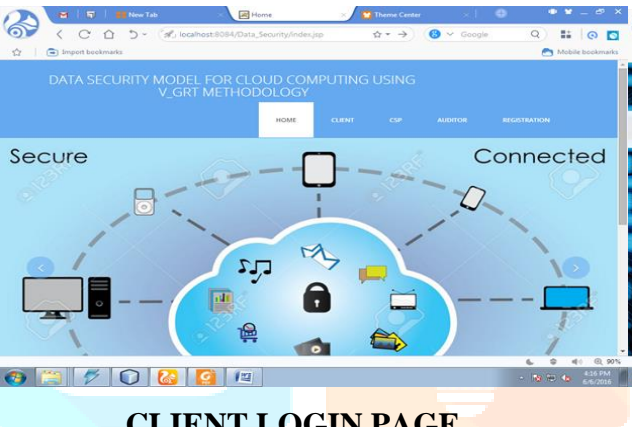 New Tab
Home
Theme Center
localhost:8084/Data_Security/index.jsp
Google
Import bookmarks
Mobile bookmarks
DATA SECURITY MODEL FOR CLOUD COMPUTING USING
V_GRT METHODOLOGY
HOME CLIENT CSP AUDITOR REGISTRATION
Secure
Connected
123RF
90%
4:16 PM
6/6/2016
CLIENT LOGIN PAGE